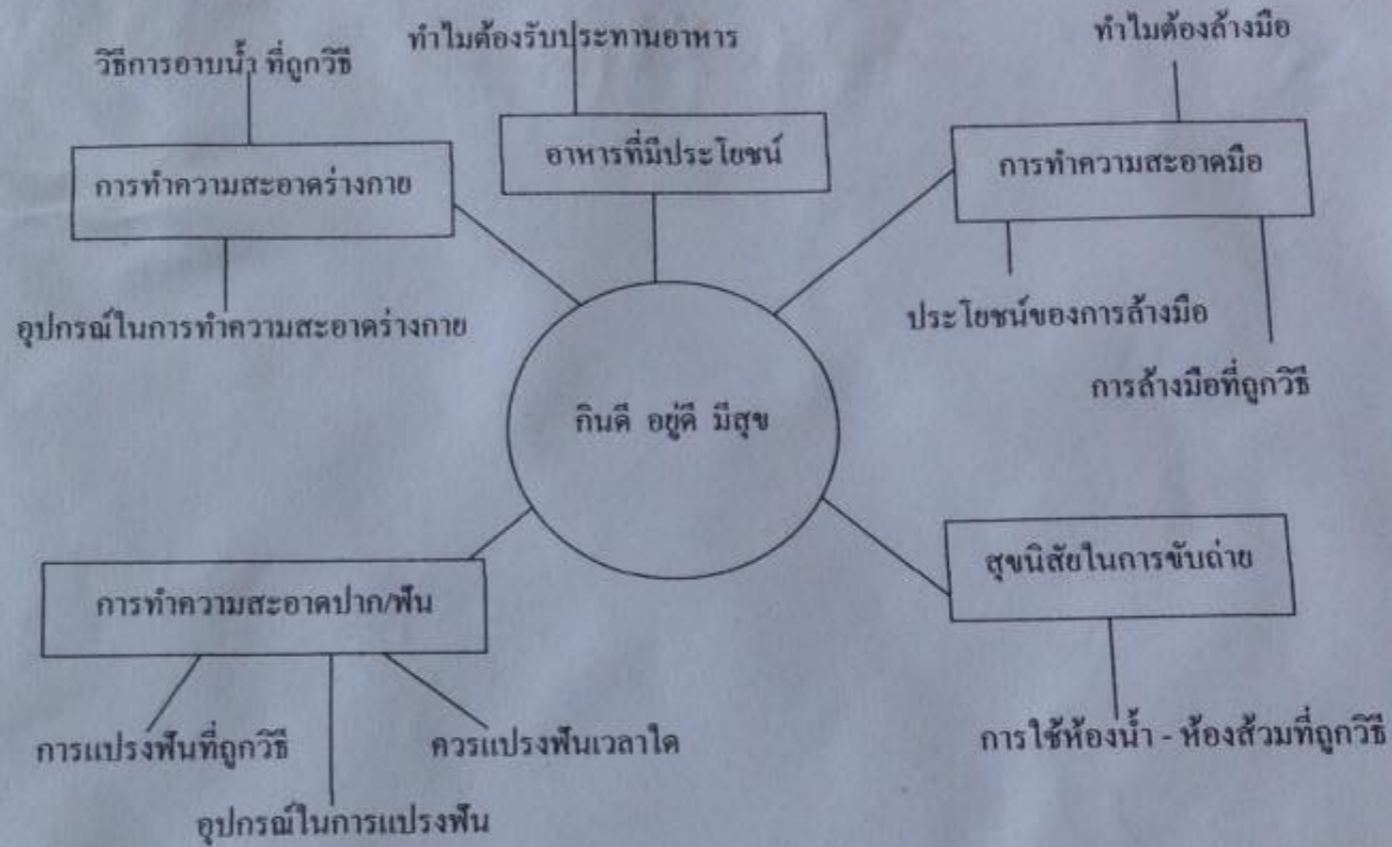 วิธีการอาบน้ำ ที่ถูกวิธี
ทำไมต้องรับประทานอาหาร
ทำไมต้องล้างมือ
การทำความสะอาดร่างกาย
อาหารที่มีประโยชน์
การทำความสะอาดมือ
อุปกรณ์ในการทำความสะอาดร่างกาย
ประโยชน์ของการล้างมือ
การล้างมือที่ถูกวิธี
กินดี อยู่ดี มีสุข
การทำความสะอาดปาก/ฟัน
สุขนิสัยในการขับถ่าย
การแปรงฟันที่ถูกวิธี
ควรแปรงฟันเวลาใด
การใช้ห้องน้ำ - ห้องส้วมที่ถูกวิธี
อุปกรณ์ในการแปรงฟัน